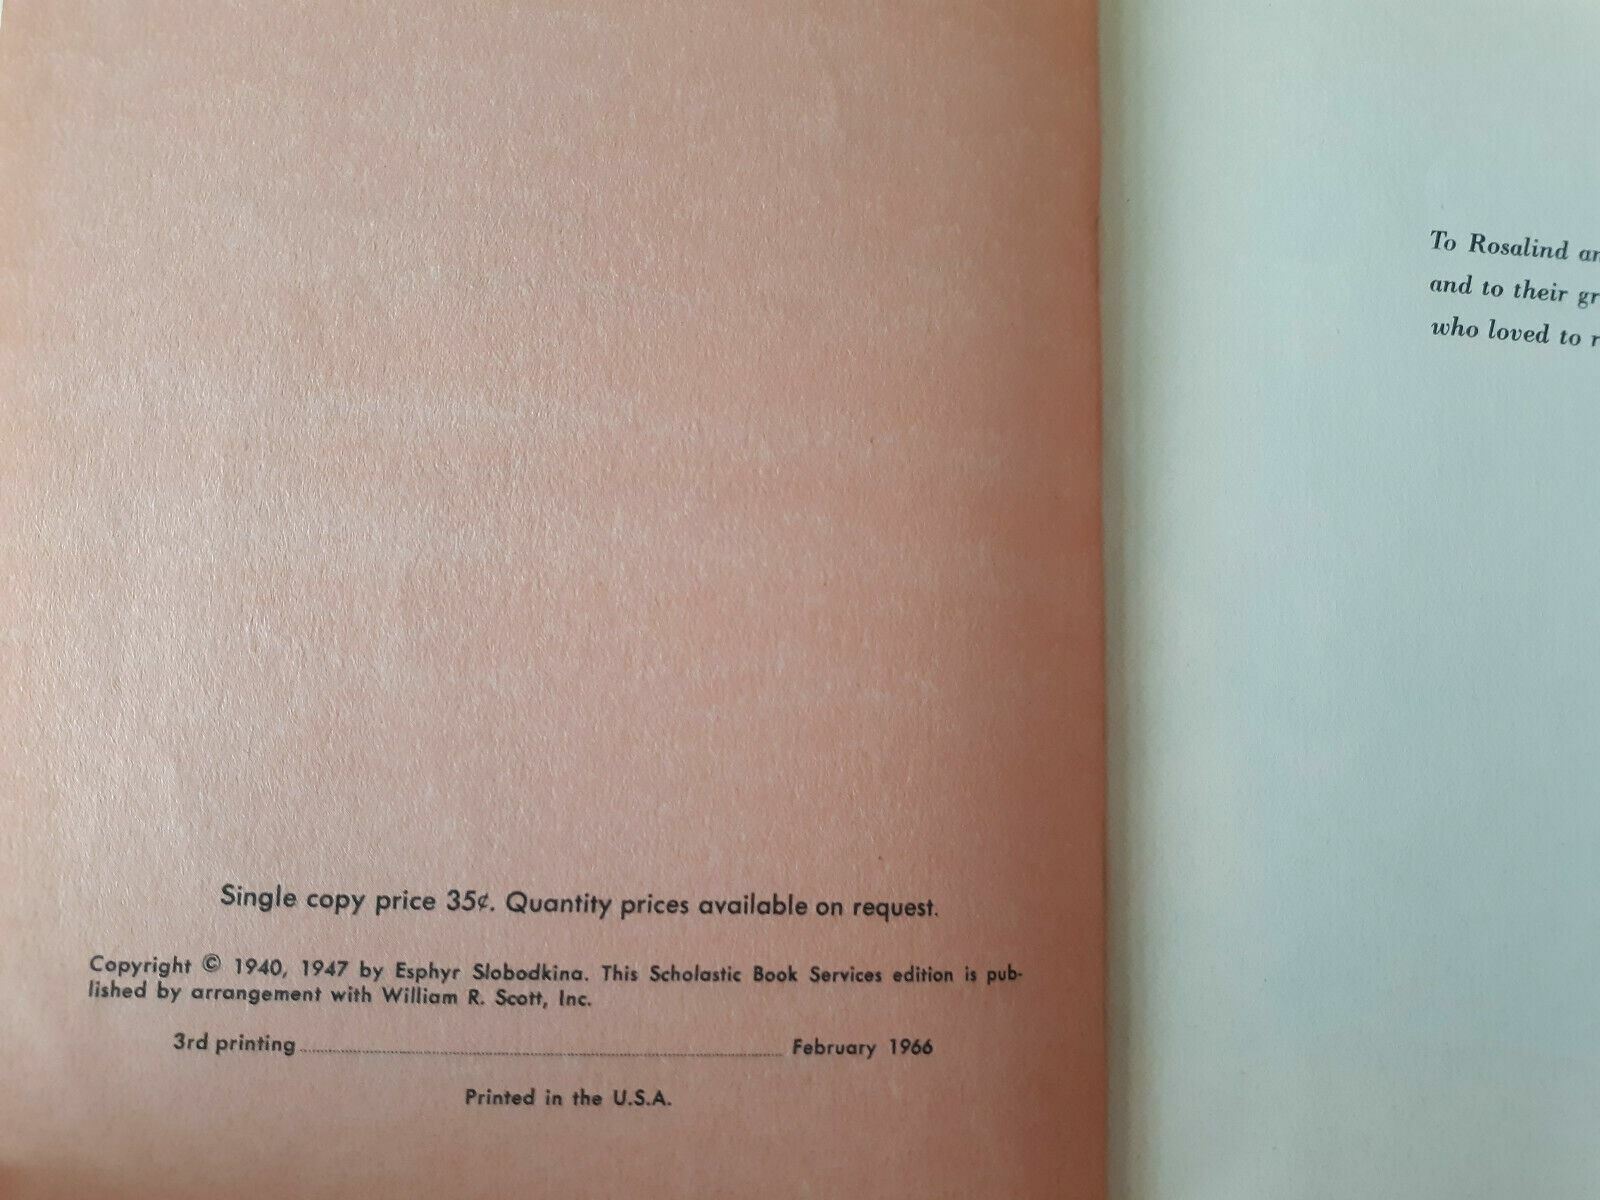 Single copy price 35¢. Quantity prices available on request.
Copyright © 1940, 1947 by Esphyr Slobodkina. This Scholastic Book Services edition is pub-
lished by arrangement with William R. Scott, Inc.
3rd printing ........................................ February 1966
Printed in the U.S.A.
To Rosalind an
and to their gr
who loved to r